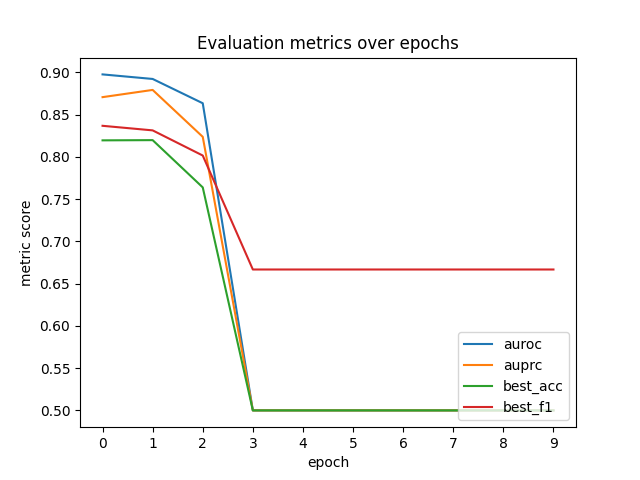 Evaluation metrics over epochs
metric score
0.90
0.85
0.80
0.75
0.70
0.65
0.60
0.55
0.50
auroc
auprc
best_acc
best_f1
0 1 2 3 4 5 6 7 8 9
epoch